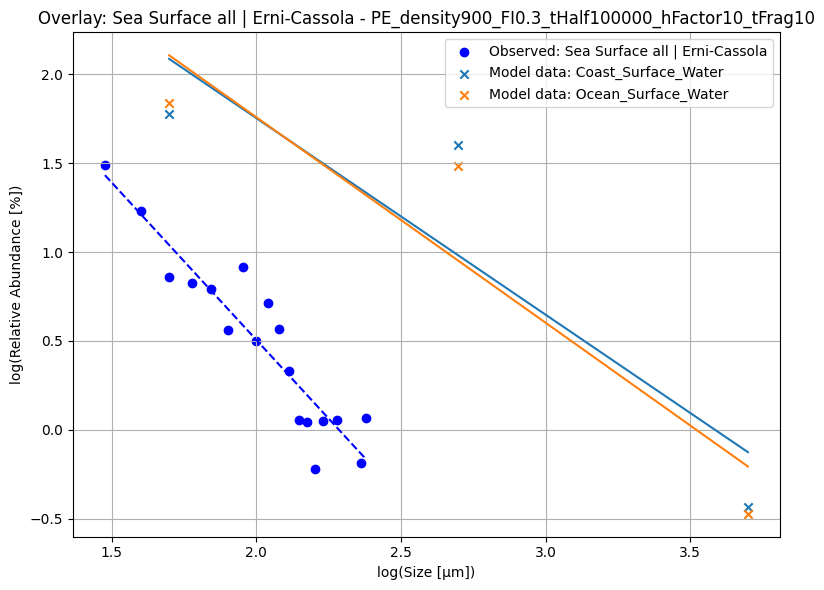 Overlay: Sea Surface all | Erni-Cassola - PE_density900_FI0.3_tHalf100000_hFactor10_tFrag10
Observed: Sea Surface all | Erni-Cassola
Model data: Coast_Surface_Water
Model data: Ocean_Surface_Water
log(Relative Abundance [%])
2.0
1.5
1.0
0.5
0.0
−0.5
1.5
2.0
2.5
3.0
3.5
log(Size [µm])